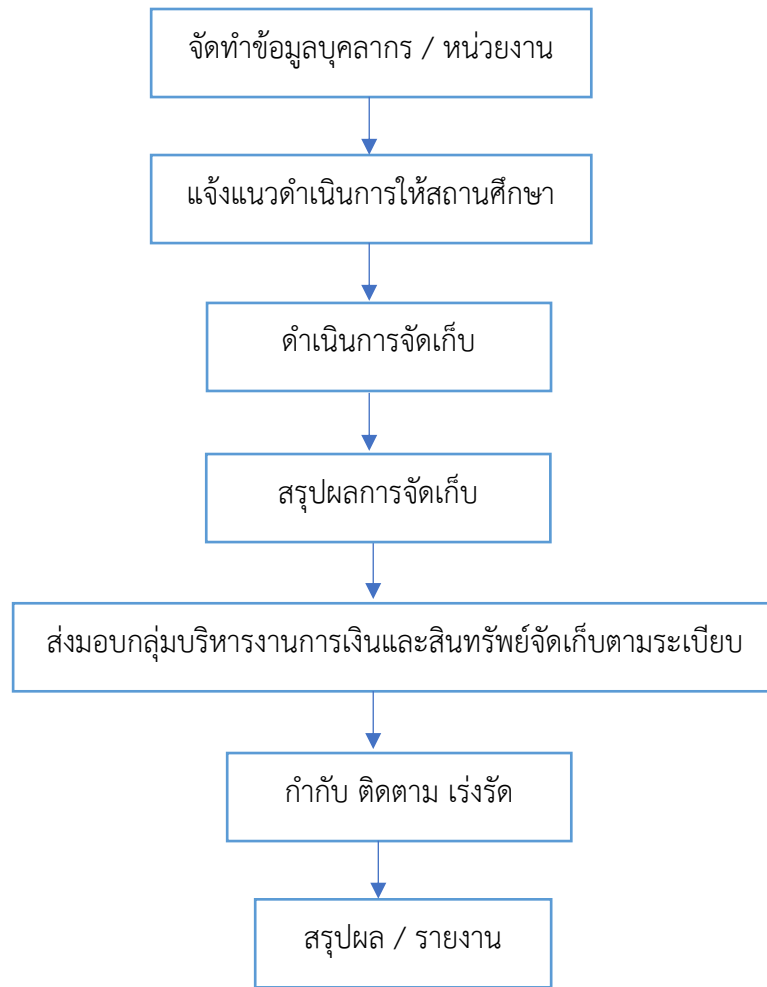 จัดทำข้อมูลบุคลากร / หน่วยงาน
แจ้งแนวดำเนินการให้สถานศึกษา
ดำเนินการจัดเก็บ
สรุปผลการจัดเก็บ
ส่งมอบกลุ่มบริหารงานการเงินและสินทรัพย์จัดเก็บตามระเบียบ
กำกับ ติดตาม เร่งรัด
สรุปผล / รายงาน